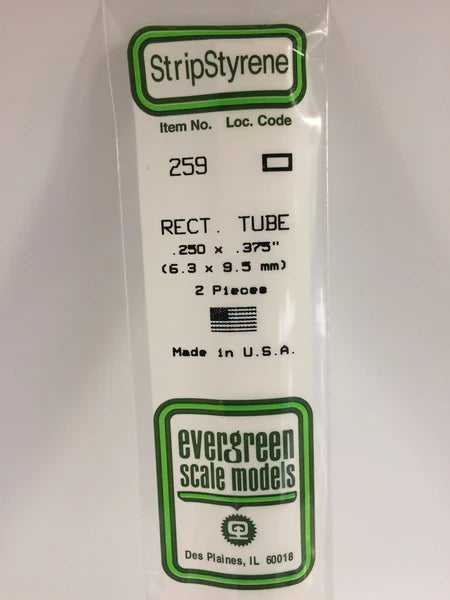 StripStyrene
Item No. Loc. Code
259
RECT. TUBE
.250 x .375"
(6.3 x 9.5 mm)
2 Pieces
Made in U.S.A.
evergreen
scale models
Des Plaines, IL 60018